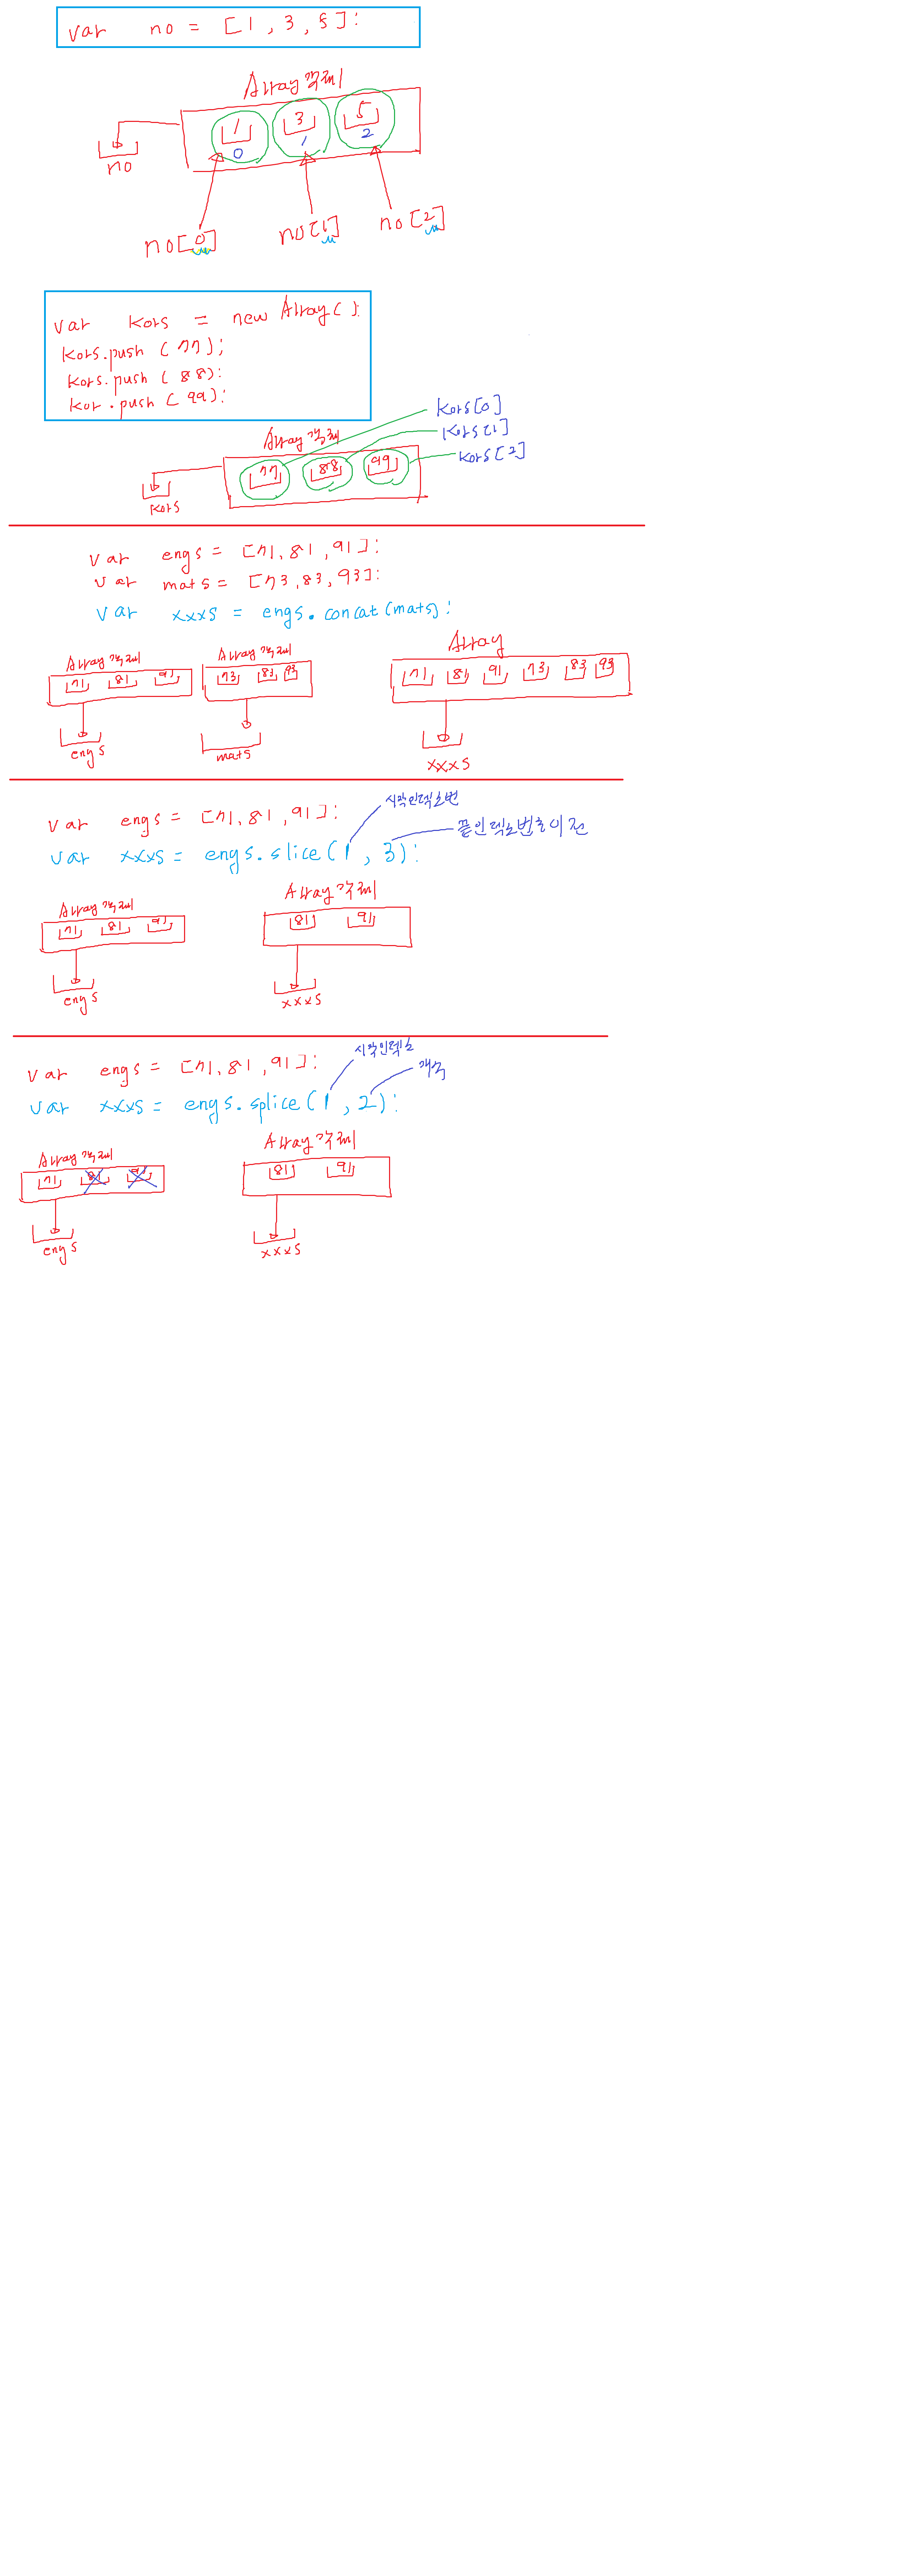 var no = [1, 3, 5];
Array 객체
1 3 5
0 1 2
no
no[0] no[1] no[2]
var kors = new Array();
kors.push (77);
kors.push (88);
kor.push (99);
kors[0]
kors[1]
kors[2]
Array 객체
77 88 99
kors
var engs = [71, 81, 91];
var mats = [73, 83, 93];
var xxxs = engs.concat(mats);
Array 객체 Array 객체 Array
71 81 91 73 83 93 71 81 91 73 83 93
engs mats xxxs
시작인덱스번
var engs = [71, 81, 91];
끝인덱스번호이전
var xxxs = engs.slice(1, 3);
Array 객체 Array 객체
71 81 91 81 91
engs xxxs
시작인덱스
var engs = [71, 81, 91];
개수
var xxxs = engs.splice(1, 2);
Array 객체 Array 객체
71 81 91 81 91
engs xxxs